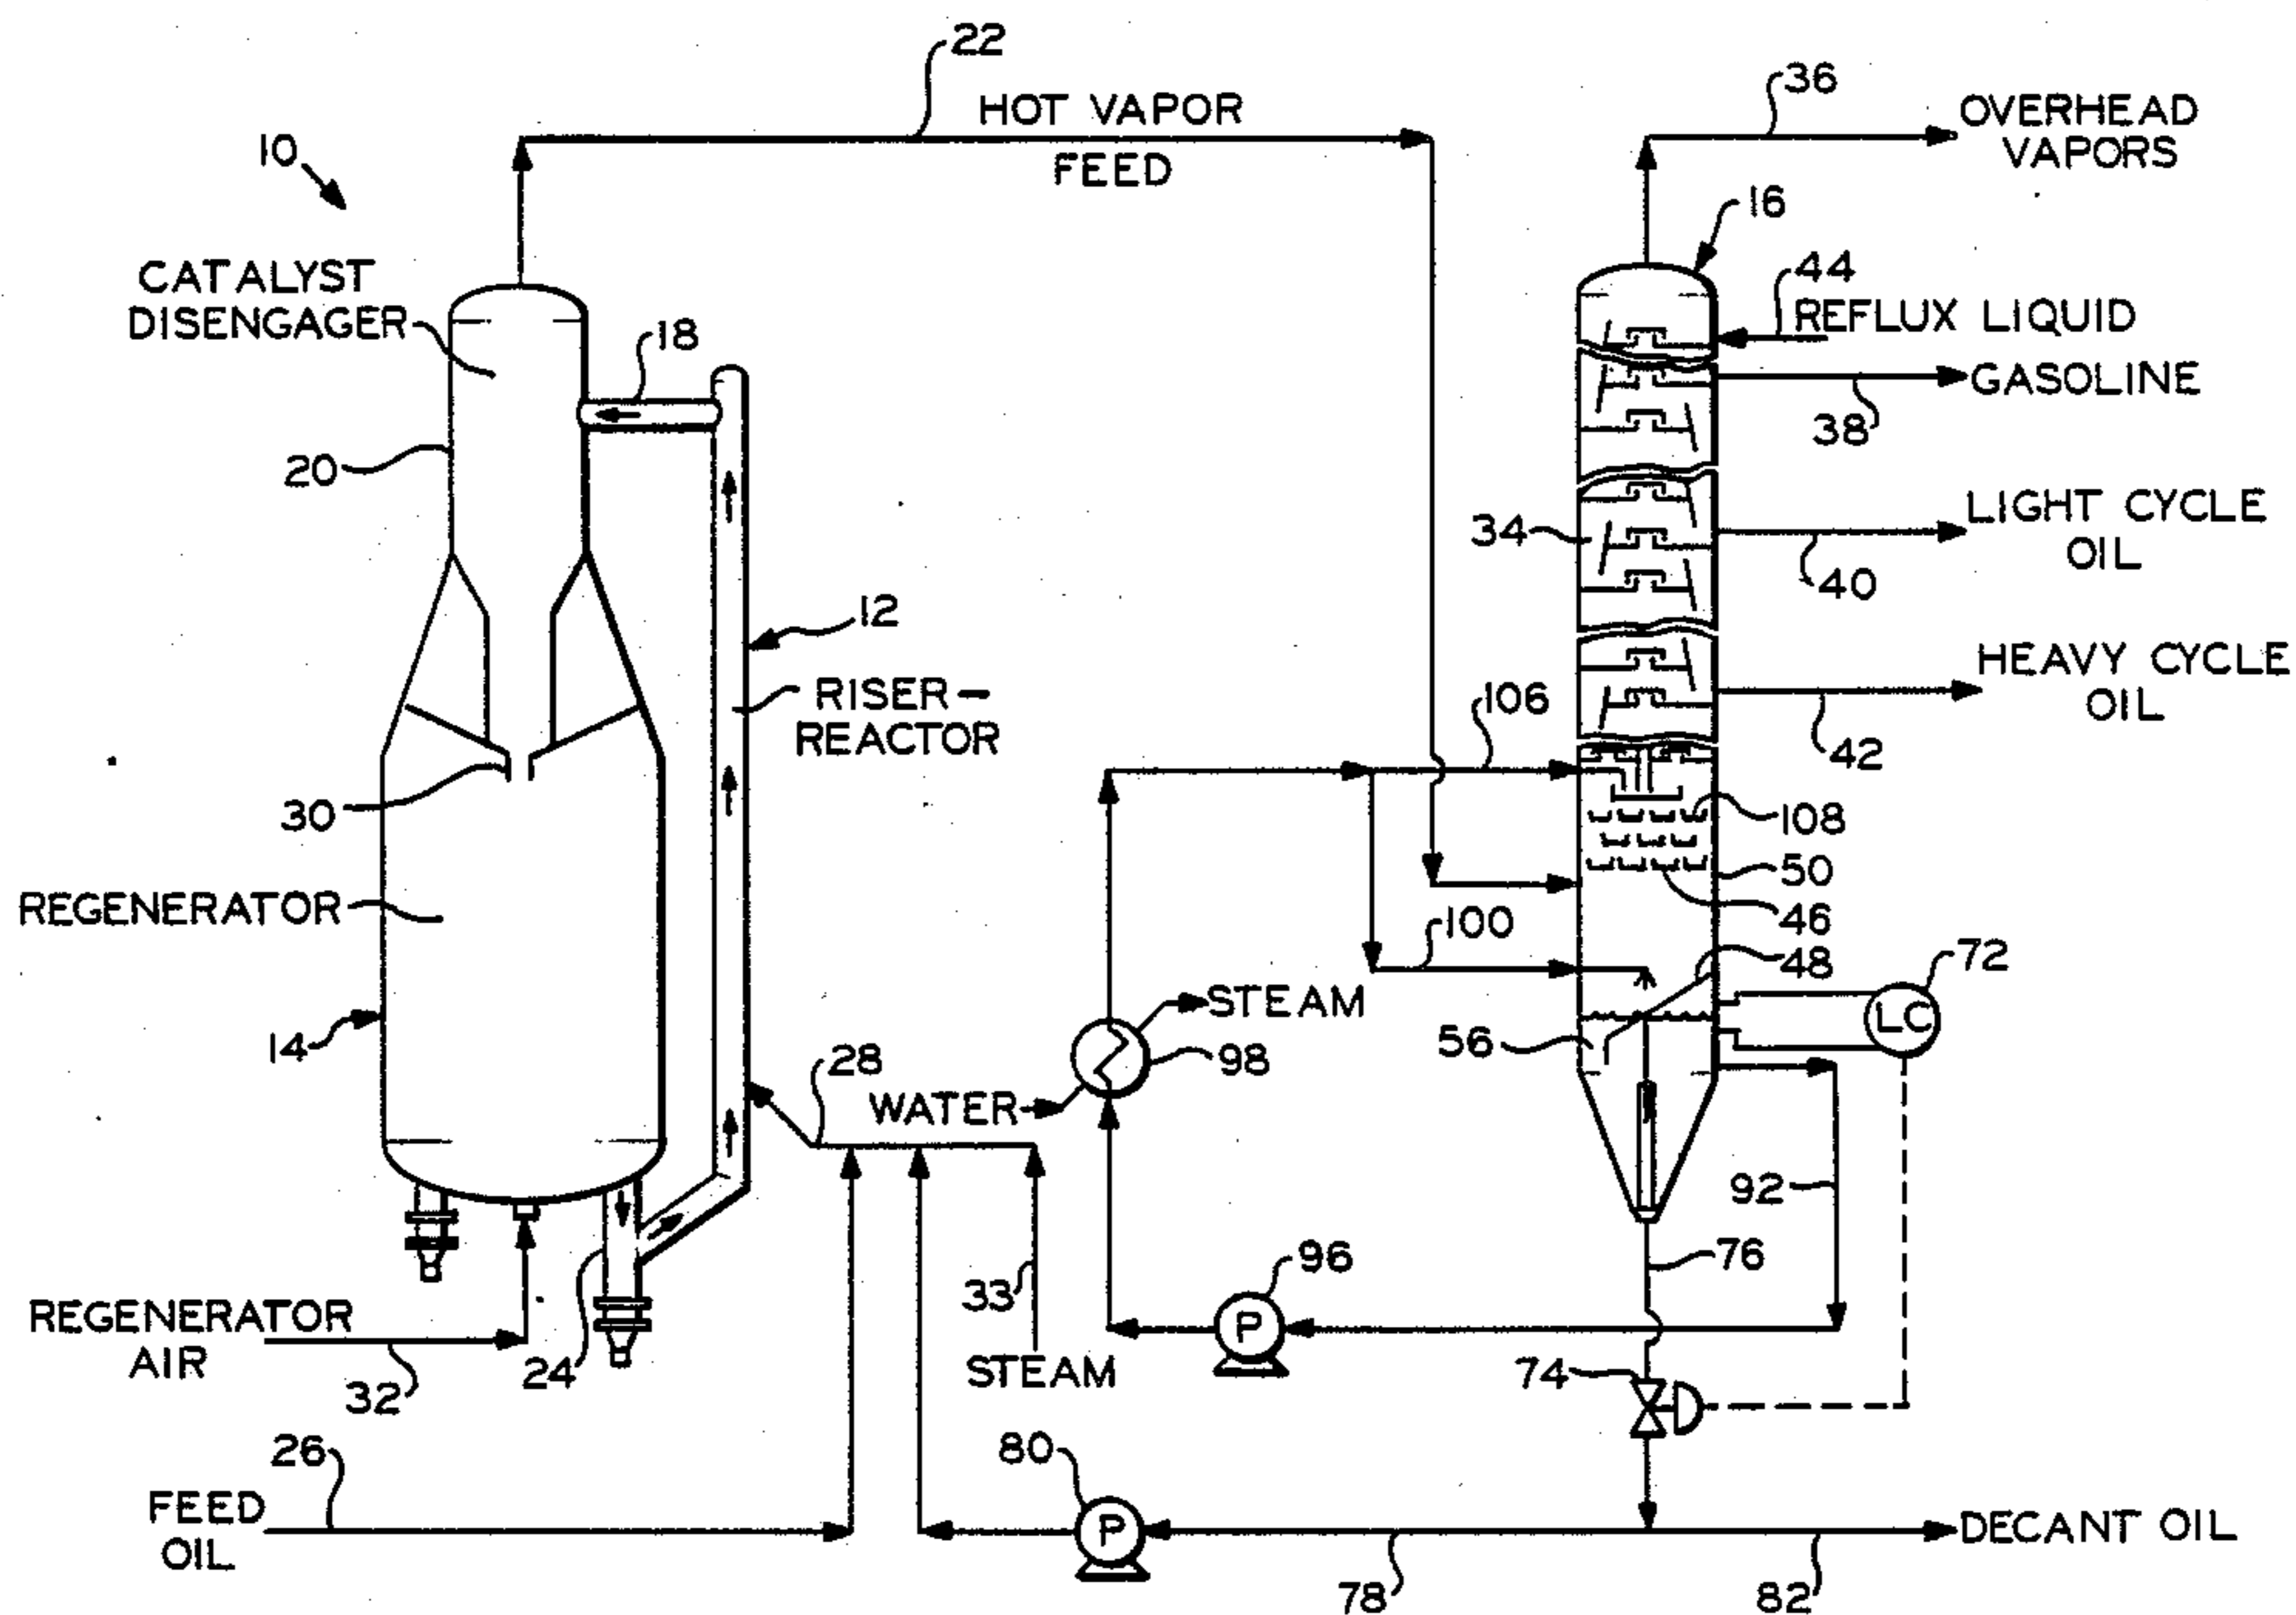 22
36
HOT VAPOR
FEED
OVERHEAD
VAPORS
10
16
CATALYST
DISENGAGER
18
44
REFLUX LIQUID
GASOLINE
38
20
34
LIGHT CYCLE
OIL
40
12
RISER-
REACTOR
106
HEAVY CYCLE
OIL
42
30
108
50
REGENERATOR
46
100
48
72
LC
STEAM
14
56
98
28
WATER
92
76
96
P
33
REGENERATOR
AIR
32
24
STEAM
74
26
80
FEED
OIL
P
DECANT OIL
78
82